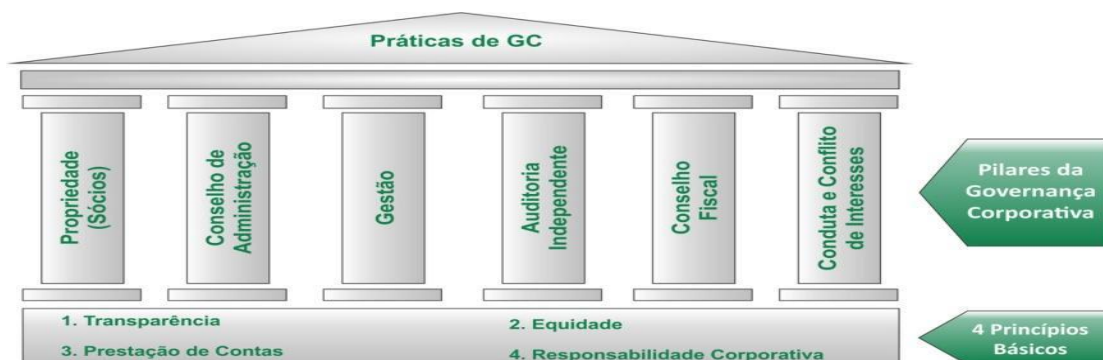 Práticas de GC
Propriedade
(Sócios)
Conselho de
Administração
Gestão
Auditoria
Independente
Conselho
Fiscal
Conduta e Conflito
de Interesses
Pilares da
Governança
Corporativa
1. Transparência
2. Equidade
3. Prestação de Contas
4. Responsabilidade Corporativa
4 Princípios
Básicos